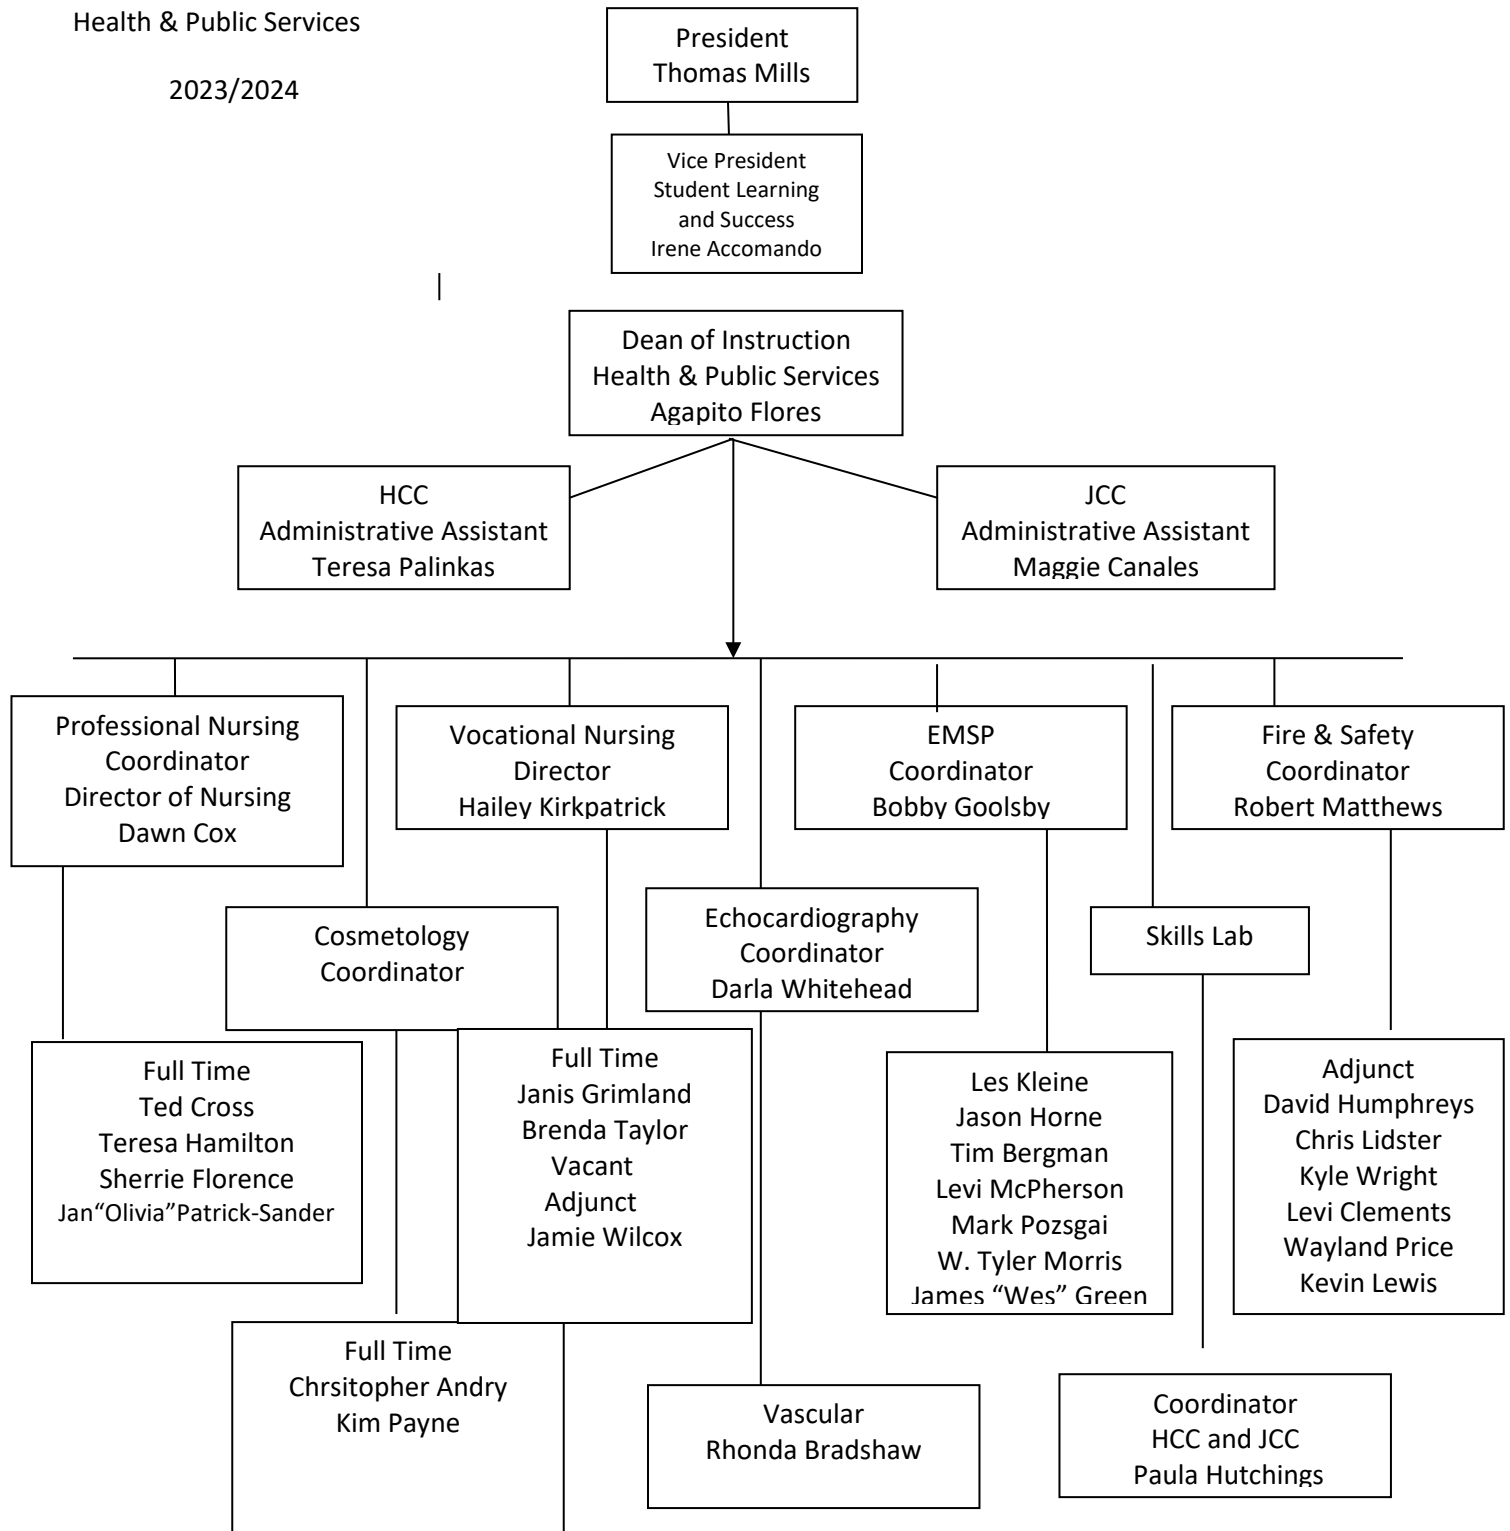 Health & Public Services
2023/2024
President
Thomas Mills
Vice President
Student Learning
and Success
Irene Accomando
Dean of Instruction
Health & Public Services
Agapito Flores
HCC
Administrative Assistant
Teresa Palinkas
JCC
Administrative Assistant
Maggie Canales
Professional Nursing
Coordinator
Director of Nursing
Dawn Cox
Vocational Nursing
Director
Hailey Kirkpatrick
EMSP
Coordinator
Bobby Goolsby
Fire & Safety
Coordinator
Robert Matthews
Cosmetology
Coordinator
Echocardiography
Coordinator
Darla Whitehead
Skills Lab
Full Time
Ted Cross
Teresa Hamilton
Sherrie Florence
Jan“Olivia”Patrick-Sander
Full Time
Janis Grimland
Brenda Taylor
Vacant
Adjunct
Jamie Wilcox
Les Kleine
Jason Horne
Tim Bergman
Levi McPherson
Mark Pozsgai
W. Tyler Morris
James “Wes” Green
Adjunct
David Humphreys
Chris Lidster
Kyle Wright
Levi Clements
Wayland Price
Kevin Lewis
Full Time
Chrsitopher Andry
Kim Payne
Vascular
Rhonda Bradshaw
Coordinator
HCC and JCC
Paula Hutchings